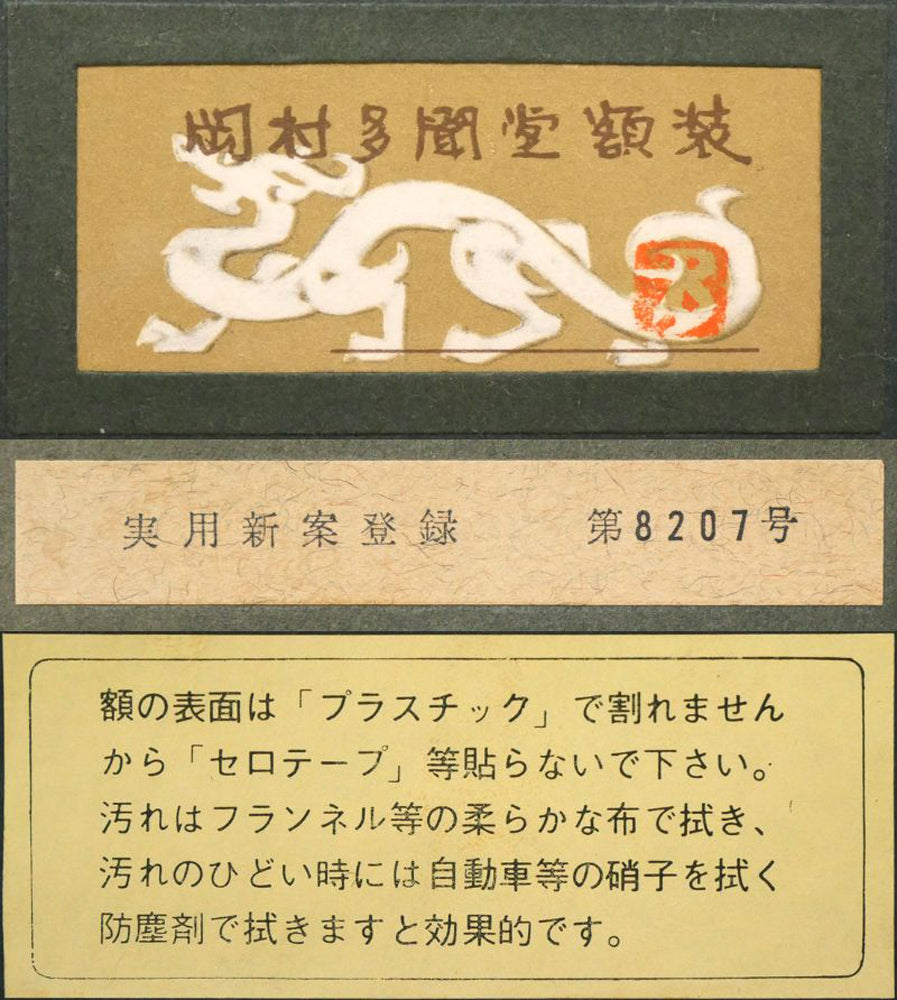 岡村多聞堂額装
実用新案登録 第8207号
額の表面は「プラスチック」で割れません
から「セロテープ」等貼らないで下さい。
汚れはフランネル等の柔らかな布で拭き、
汚れのひどい時には自動車等の硝子を拭く
防塵剤で拭きますと効果的です。